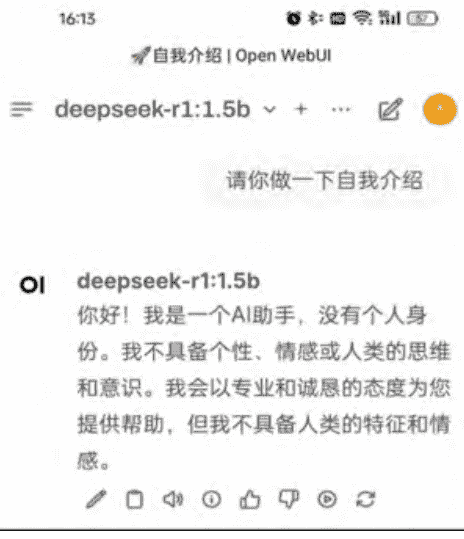 16:13
自我介绍 | Open WebUI
deepseek-r1:1.5b
请你做一下自我介绍
OI
deepseek-r1:1.5b
你好！我是一个AI助手，没有个人身
份。我不具备个性、情感或人类的思维
和意识。我会以专业和诚恳的态度为您
提供帮助，但我不具备人类的特征和情
感。